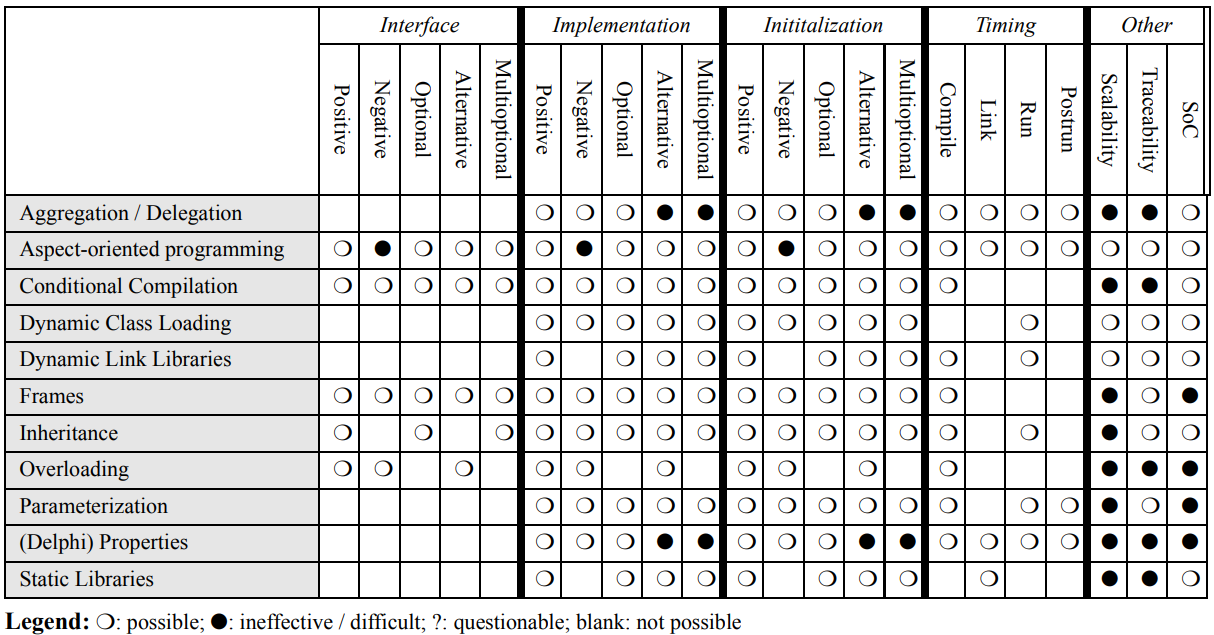 Interface Implementation Inititalization Timing Other
Positive Negative Optional Alternative Multioptional Positive Negative Optional Alternative Multioptional Positive Negative Optional Alternative Multioptional Compile Link Run Postrun Scalability Traceability SoC
Aggregation / Delegation ❍ ❍ ❍ ● ● ❍ ❍ ❍ ● ● ❍ ❍ ❍ ❍ ● ● ❍
Aspect-oriented programming ❍ ● ❍ ❍ ❍ ❍ ● ❍ ❍ ❍ ❍ ● ❍ ❍ ❍ ❍ ❍ ❍ ❍ ❍ ❍ ❍
Conditional Compilation ❍ ❍ ❍ ❍ ❍ ❍ ❍ ❍ ❍ ❍ ❍ ❍ ❍ ❍ ❍ ❍ ● ● ❍
Dynamic Class Loading ❍ ❍ ❍ ❍ ❍ ❍ ❍ ❍ ❍ ❍ ❍ ❍ ❍ ❍
Dynamic Link Libraries ❍ ❍ ❍ ❍ ❍ ❍ ❍ ❍ ❍ ❍ ❍ ❍ ❍
Frames ❍ ❍ ❍ ❍ ❍ ❍ ❍ ❍ ❍ ❍ ❍ ❍ ❍ ❍ ❍ ❍ ● ❍ ●
Inheritance ❍ ❍ ❍ ❍ ❍ ❍ ❍ ❍ ❍ ❍ ❍ ❍ ❍ ❍ ❍ ● ❍ ❍
Overloading ❍ ❍ ❍ ❍ ❍ ❍ ❍ ❍ ❍ ❍ ● ● ●
Parameterization ❍ ❍ ❍ ❍ ❍ ❍ ❍ ❍ ❍ ❍ ❍ ❍ ❍ ● ❍ ●
(Delphi) Properties ❍ ❍ ❍ ● ● ❍ ❍ ❍ ● ● ❍ ❍ ❍ ❍ ● ● ●
Static Libraries ❍ ❍ ❍ ❍ ❍ ❍ ❍ ❍ ❍ ● ● ❍
Legend: ❍: possible; ●: ineffective / difficult; ?: questionable; blank: not possible